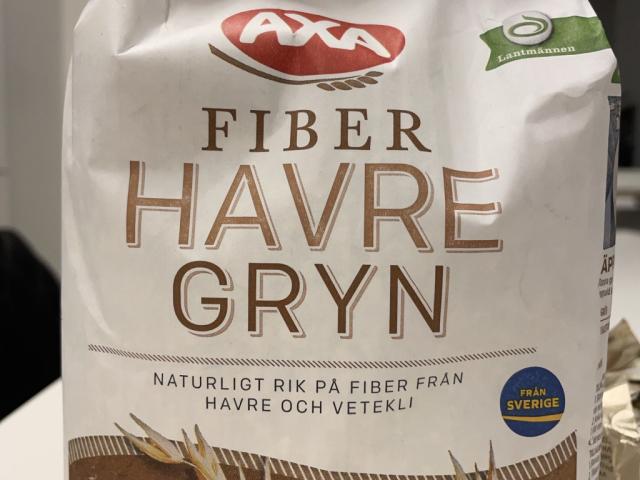 AXA
Lantmännen
FIBER
HAVRE
GRYN
NATURLIGT RIK PÅ FIBER FRÅN
HAVRE OCH VETEKLI
FRÅN
SVERIGE